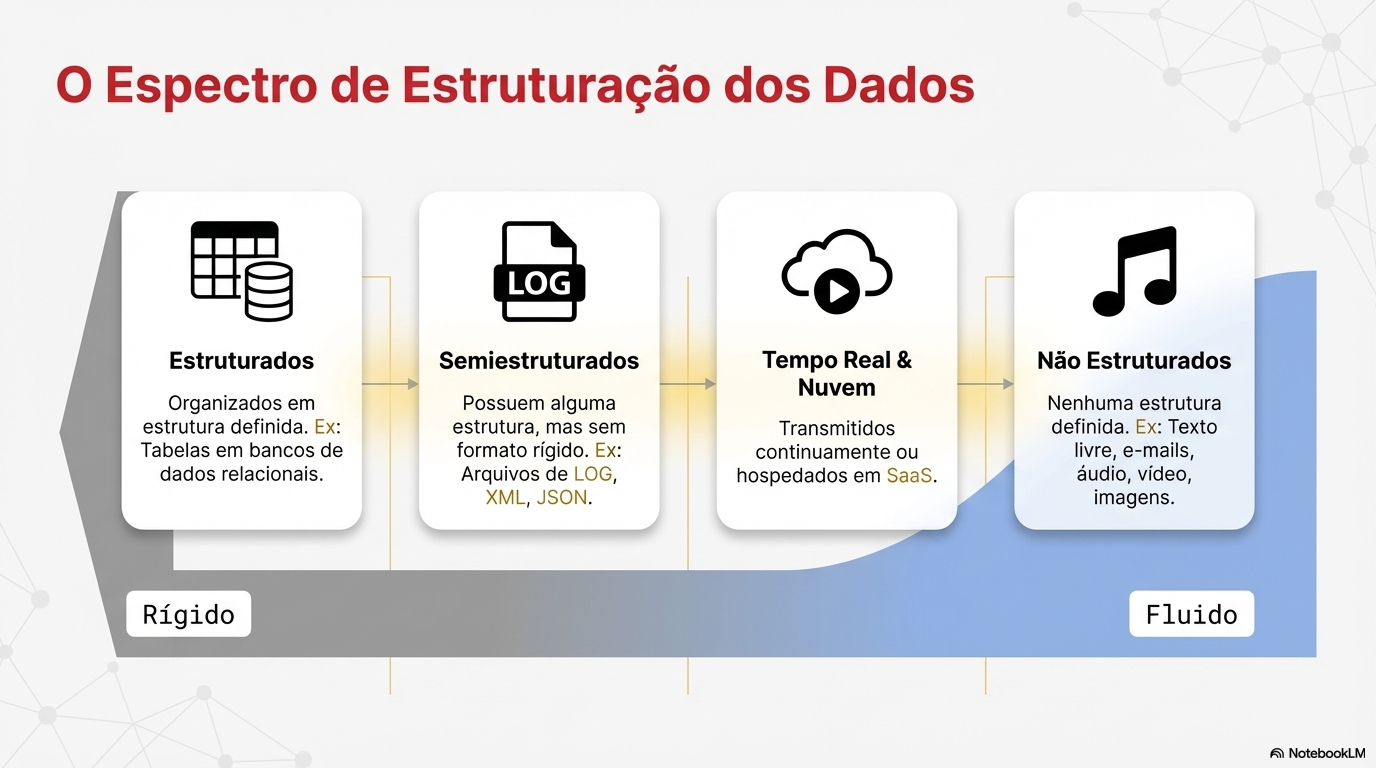 O Espectro de Estruturação dos Dados
Estruturados
Organizados em
estrutura definida. Ex:
Tabelas em bancos de
dados relacionais.
LOG
Semiestruturados
Possuem alguma
estrutura, mas sem
formato rígido. Ex:
Arquivos de LOG,
XML, JSON.
Tempo Real &
Nuvem
Transmitidos
continuamente ou
hospedados em SaaS.
Não Estruturados
Nenhuma estrutura
definida. Ex: Texto
livre, e-mails,
áudio, vídeo,
imagens.
Rígido
Fluido
NotebookLM